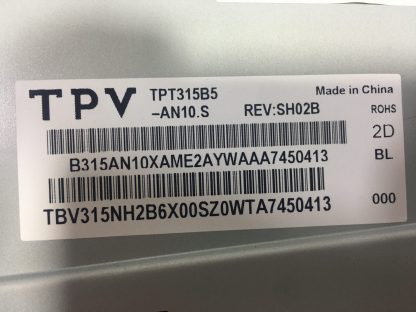 TPV TPT315B5 Made in China
-AN10.S REV:SH02B ROHS
2D
B315AN10XAME2AYWAAA7450413 BL
TBV315NH2B6X00SZ0WTA7450413 000